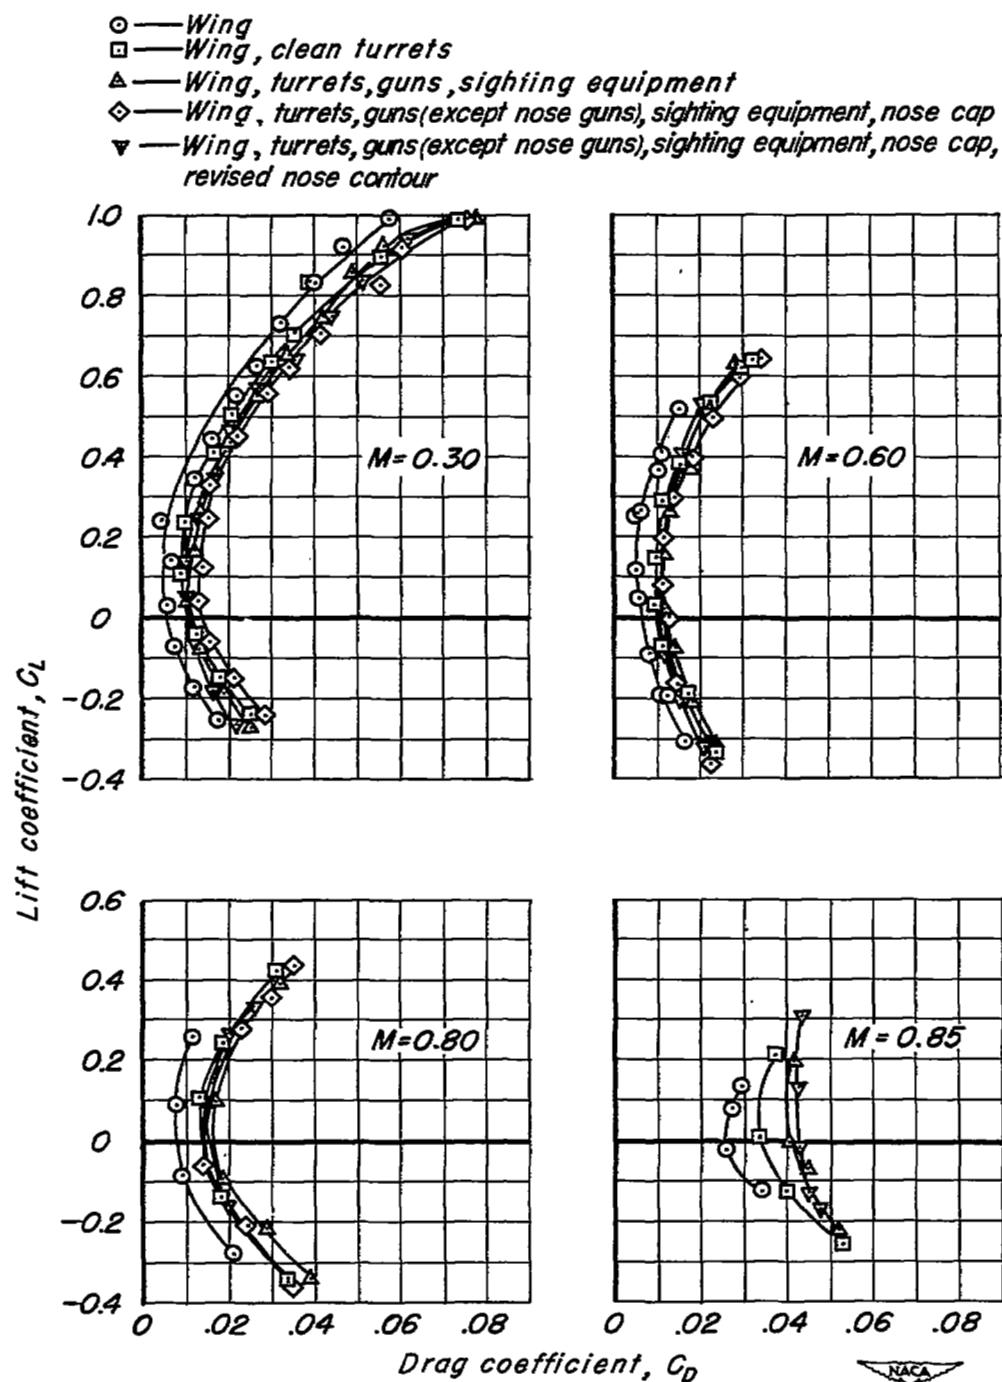 Wing
Wing, clean turrets
Wing, turrets, guns, sighting equipment
Wing, turrets, guns (except nose guns), sighting equipment, nose cap
Wing, turrets, guns (except nose guns), sighting equipment, nose cap,
revised nose contour
1.0
0.8
0.6
0.4
0.2
0
-0.2
-0.4
M=0.30
M=0.60
Lift coefficient, CL
0.6
0.4
0.2
0
-0.2
-0.4
M=0.80
M=0.85
0 .02 .04 .06 .08 0 .02 .04 .06 .08
Drag coefficient, CD
NACA